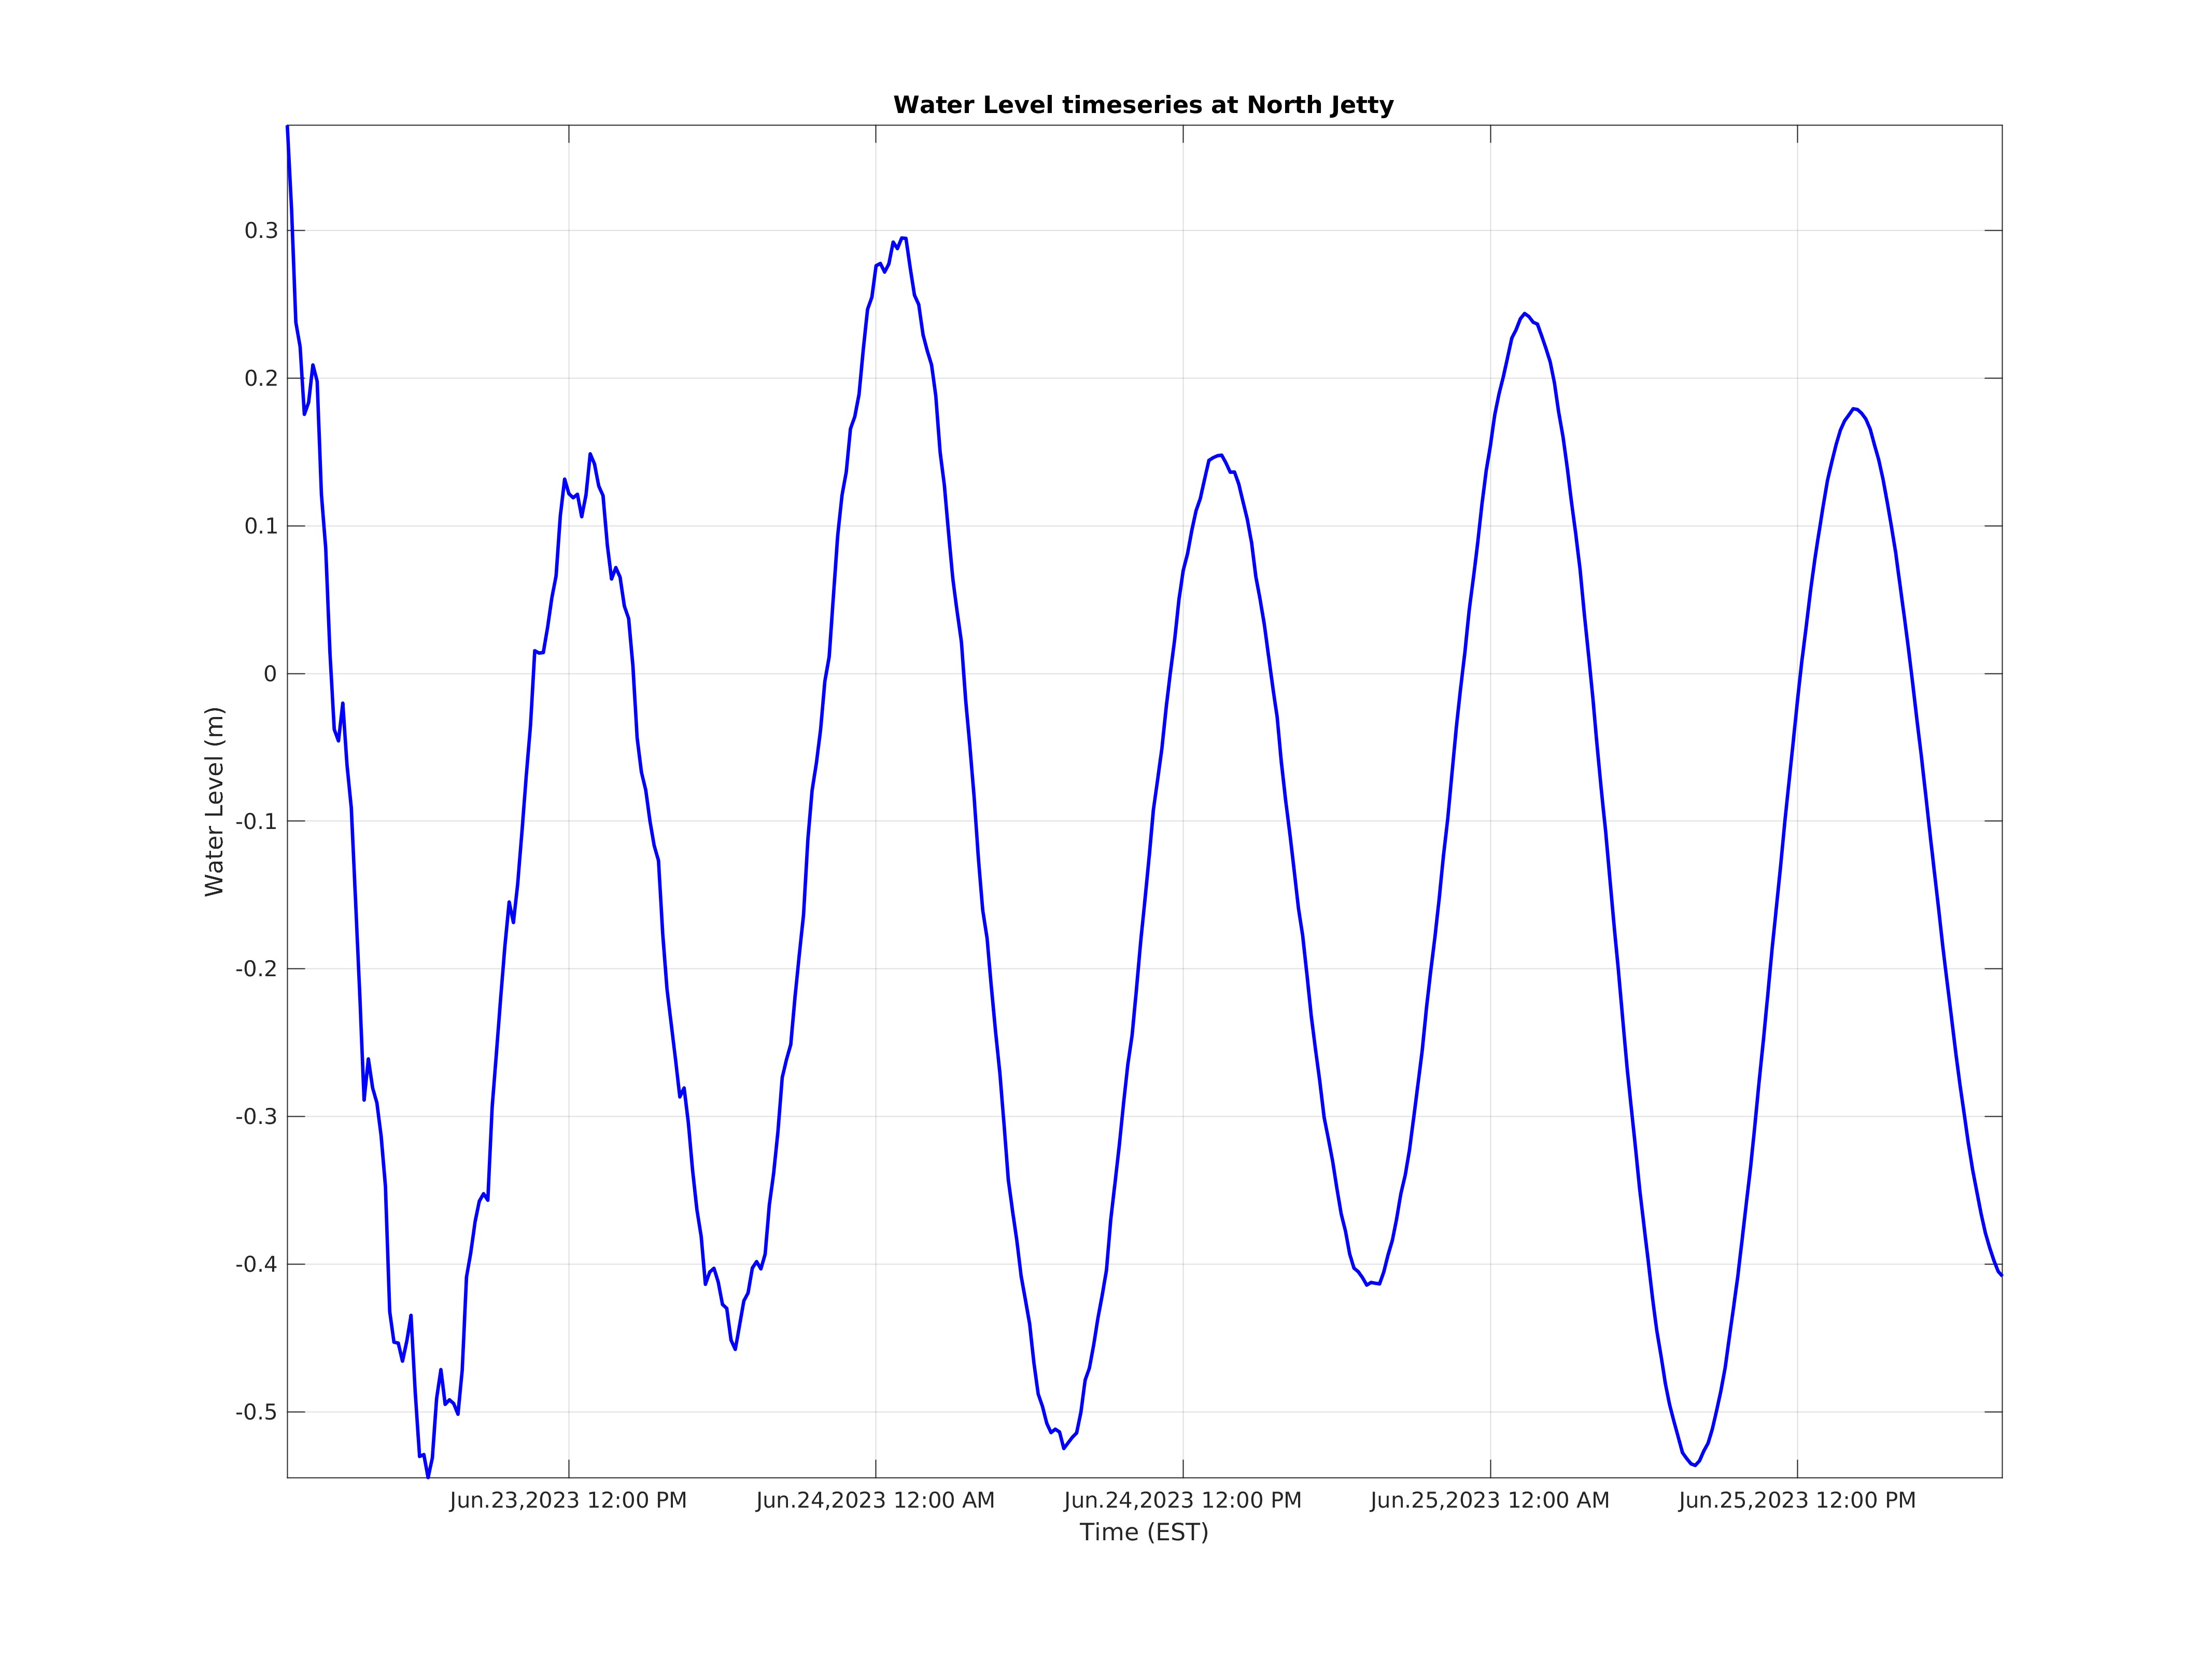 Water Level timeseries at North Jetty
0.3
0.2
0.1
0
-0.1
-0.2
-0.3
-0.4
-0.5
Water Level (m)
Jun.23,2023 12:00 PM
Jun.24,2023 12:00 AM
Jun.24,2023 12:00 PM
Jun.25,2023 12:00 AM
Jun.25,2023 12:00 PM
Time (EST)